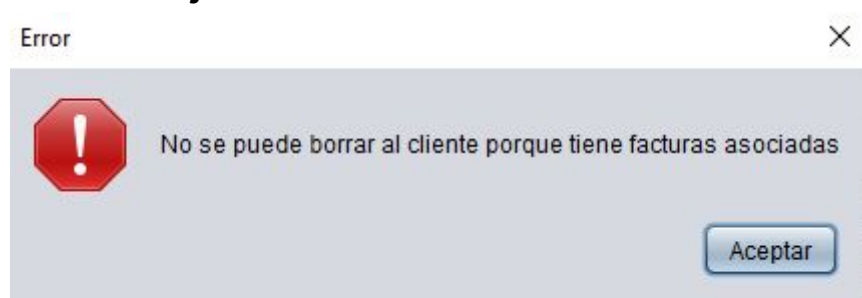 Error
No se puede borrar al cliente porque tiene facturas asociadas
Aceptar